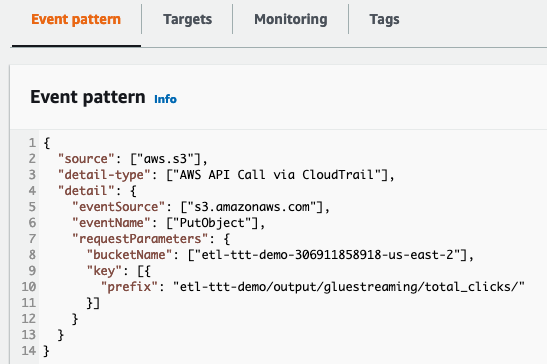 Event pattern Targets Monitoring Tags
Event pattern Info
1 {
2   "source": ["aws.s3"],
3   "detail-type": ["AWS API Call via CloudTrail"],
4   "detail": {
5     "eventSource": ["s3.amazonaws.com"],
6     "eventName": ["PutObject"],
7     "requestParameters": {
8       "bucketName": ["etl-ttt-demo-306911858918-us-east-2"],
9       "key": [{
10         "prefix": "etl-ttt-demo/output/gluestreaming/total_clicks/"
11       }]
12     }
13   }
14 }